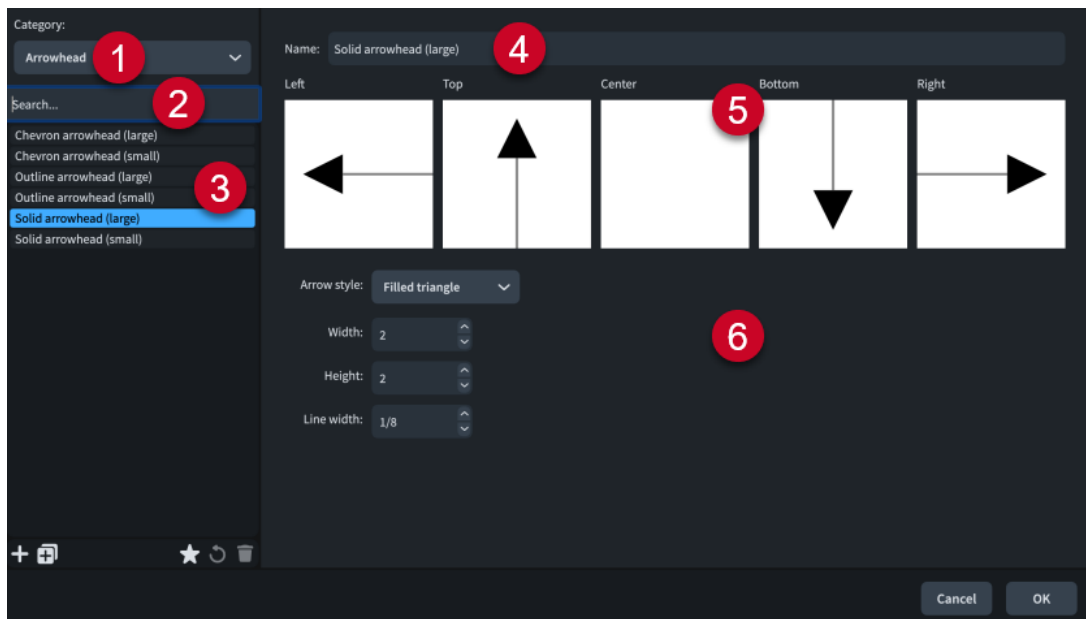 Category:
Arrowhead
1
Search...
2
Chevron arrowhead (large)
Chevron arrowhead (small)
Outline arrowhead (large)
Outline arrowhead (small)
Solid arrowhead (large)
Solid arrowhead (small)
3
Name: Solid arrowhead (large)
4
Left Top Center Bottom Right
5
Arrow style: Filled triangle
Width: 2
6
Height: 2
Line width: 1/8
Cancel OK